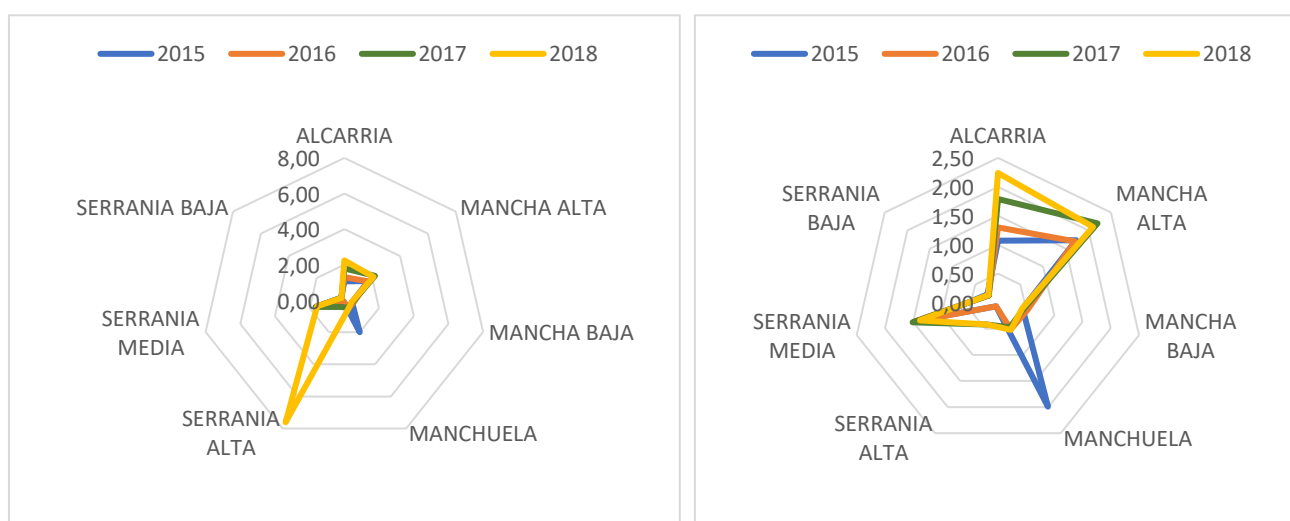 2015 2016 2017 2018
ALCARRIA
8,00
6,00
4,00
2,00
0,00
MANCHA ALTA
MANCHA BAJA
MANCHUELA
SERRANIA
ALTA
SERRANIA
MEDIA
SERRANIA BAJA
2015 2016 2017 2018
ALCARRIA
2,50
2,00
1,50
1,00
0,50
0,00
MANCHA
ALTA
MANCHA
BAJA
MANCHUELA
SERRANIA
ALTA
SERRANIA
MEDIA
SERRANIA
BAJA